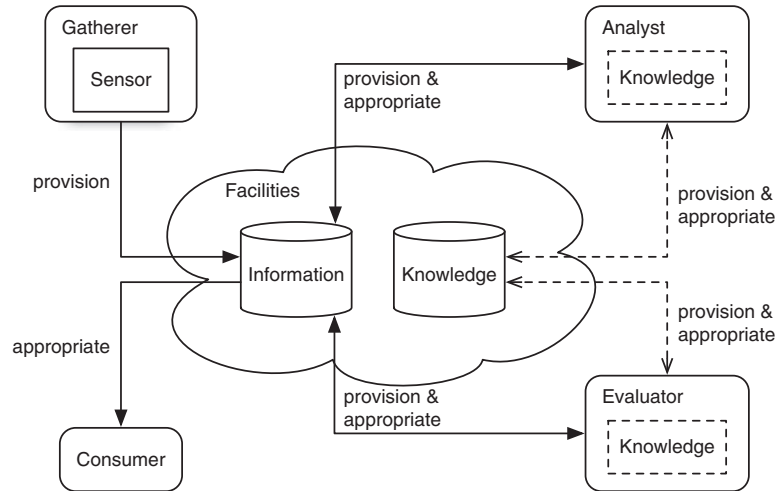 Gatherer
Sensor
Analyst
Knowledge
provision &
appropriate
provision
Facilities
provision &
appropriate
Information
Knowledge
provision &
appropriate
appropriate
provision &
appropriate
Evaluator
Knowledge
Consumer